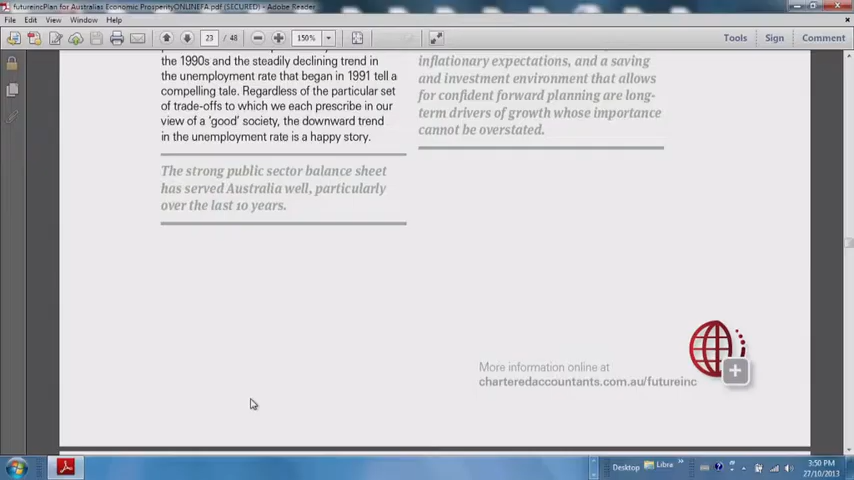 futureincPlan for Australias Economic ProsperityONLINEFA.pdf (SECURED) - Adobe Reader
File Edit View Window Help
23 / 48 150% Tools Sign Comment
the 1990s and the steadily declining trend in
the unemployment rate that began in 1991 tell a
compelling tale. Regardless of the particular set
of trade-offs to which we each prescribe in our
view of a ‘good’ society, the downward trend
in the unemployment rate is a happy story.
The strong public sector balance sheet
has served Australia well, particularly
over the last 10 years.
inflationary expectations, and a saving
and investment environment that allows
for confident forward planning are long-
term drivers of growth whose importance
cannot be overstated.
More information online at
charteredaccountants.com.au/futureinc
Desktop Libra
3:50 PM
27/10/2013